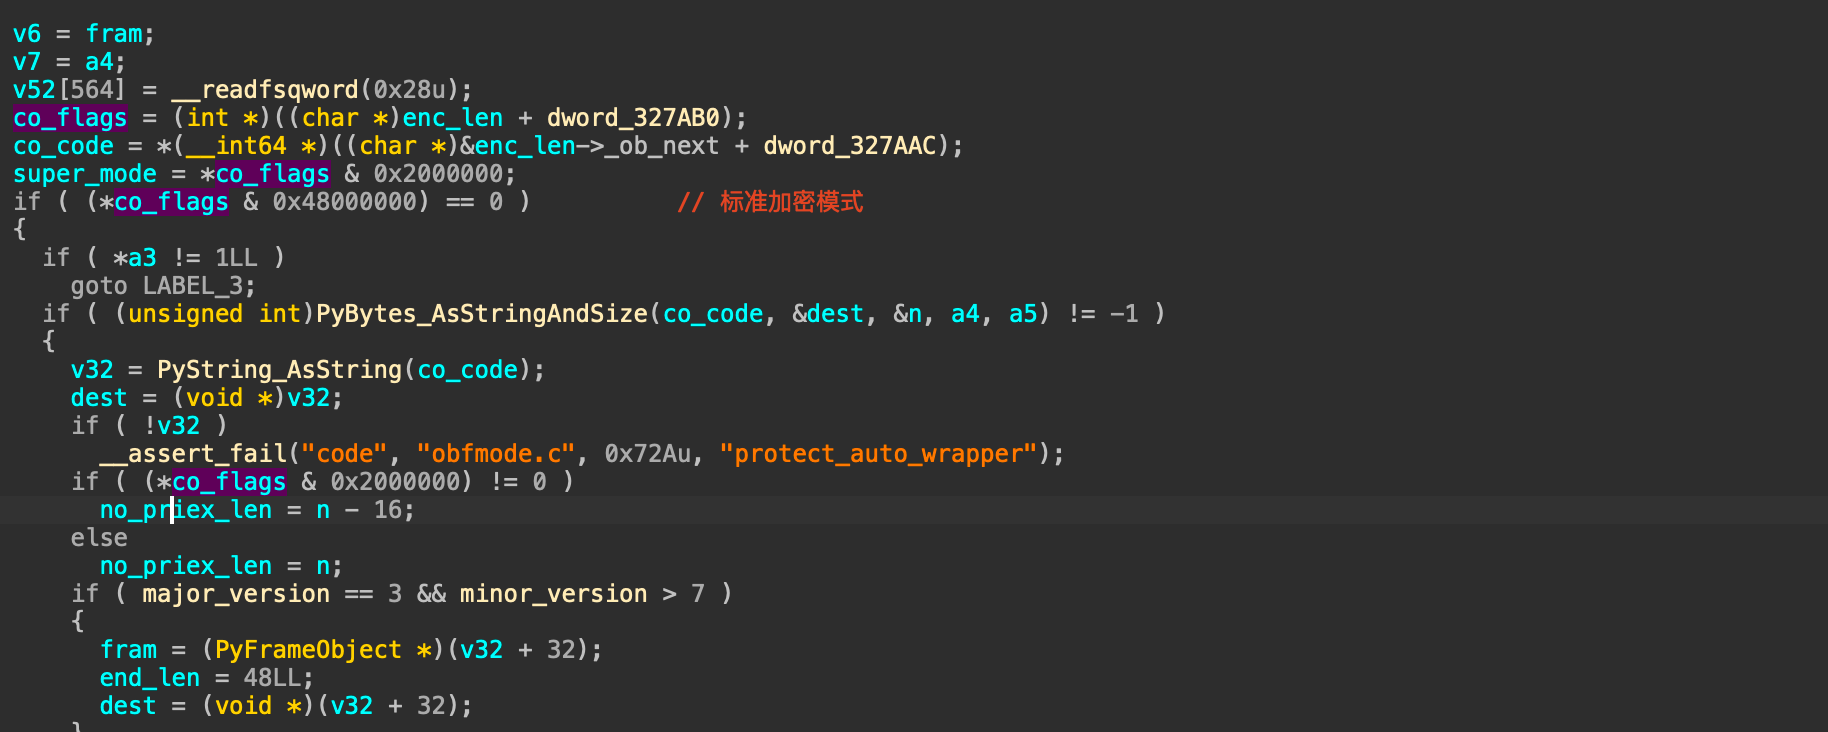 v6 = fram;
v7 = a4;
v52[564] = __readfsqword(0x28u);
co_flags = (int *)((char *)enc_len + dword_327AB0);
co_code = *(__int64 *)((char *)&enc_len->_ob_next + dword_327AAC);
super_mode = *co_flags & 0x2000000;
if ( (*co_flags & 0x48000000) == 0 )          // 标准加密模式
{
  if ( *a3 != 1LL )
    goto LABEL_3;
  if ( (unsigned int)PyBytes_AsStringAndSize(co_code, &dest, &n, a4, a5) != -1 )
  {
    v32 = PyString_AsString(co_code);
    dest = (void *)v32;
    if ( !v32 )
      __assert_fail("code", "obfmode.c", 0x72Au, "protect_auto_wrapper");
    if ( (*co_flags & 0x2000000) != 0 )
      no_priex_len = n - 16;
    else
      no_priex_len = n;
    if ( major_version == 3 && minor_version > 7 )
    {
      fram = (PyFrameObject *)(v32 + 32);
      end_len = 48LL;
      dest = (void *)(v32 + 32);
    }